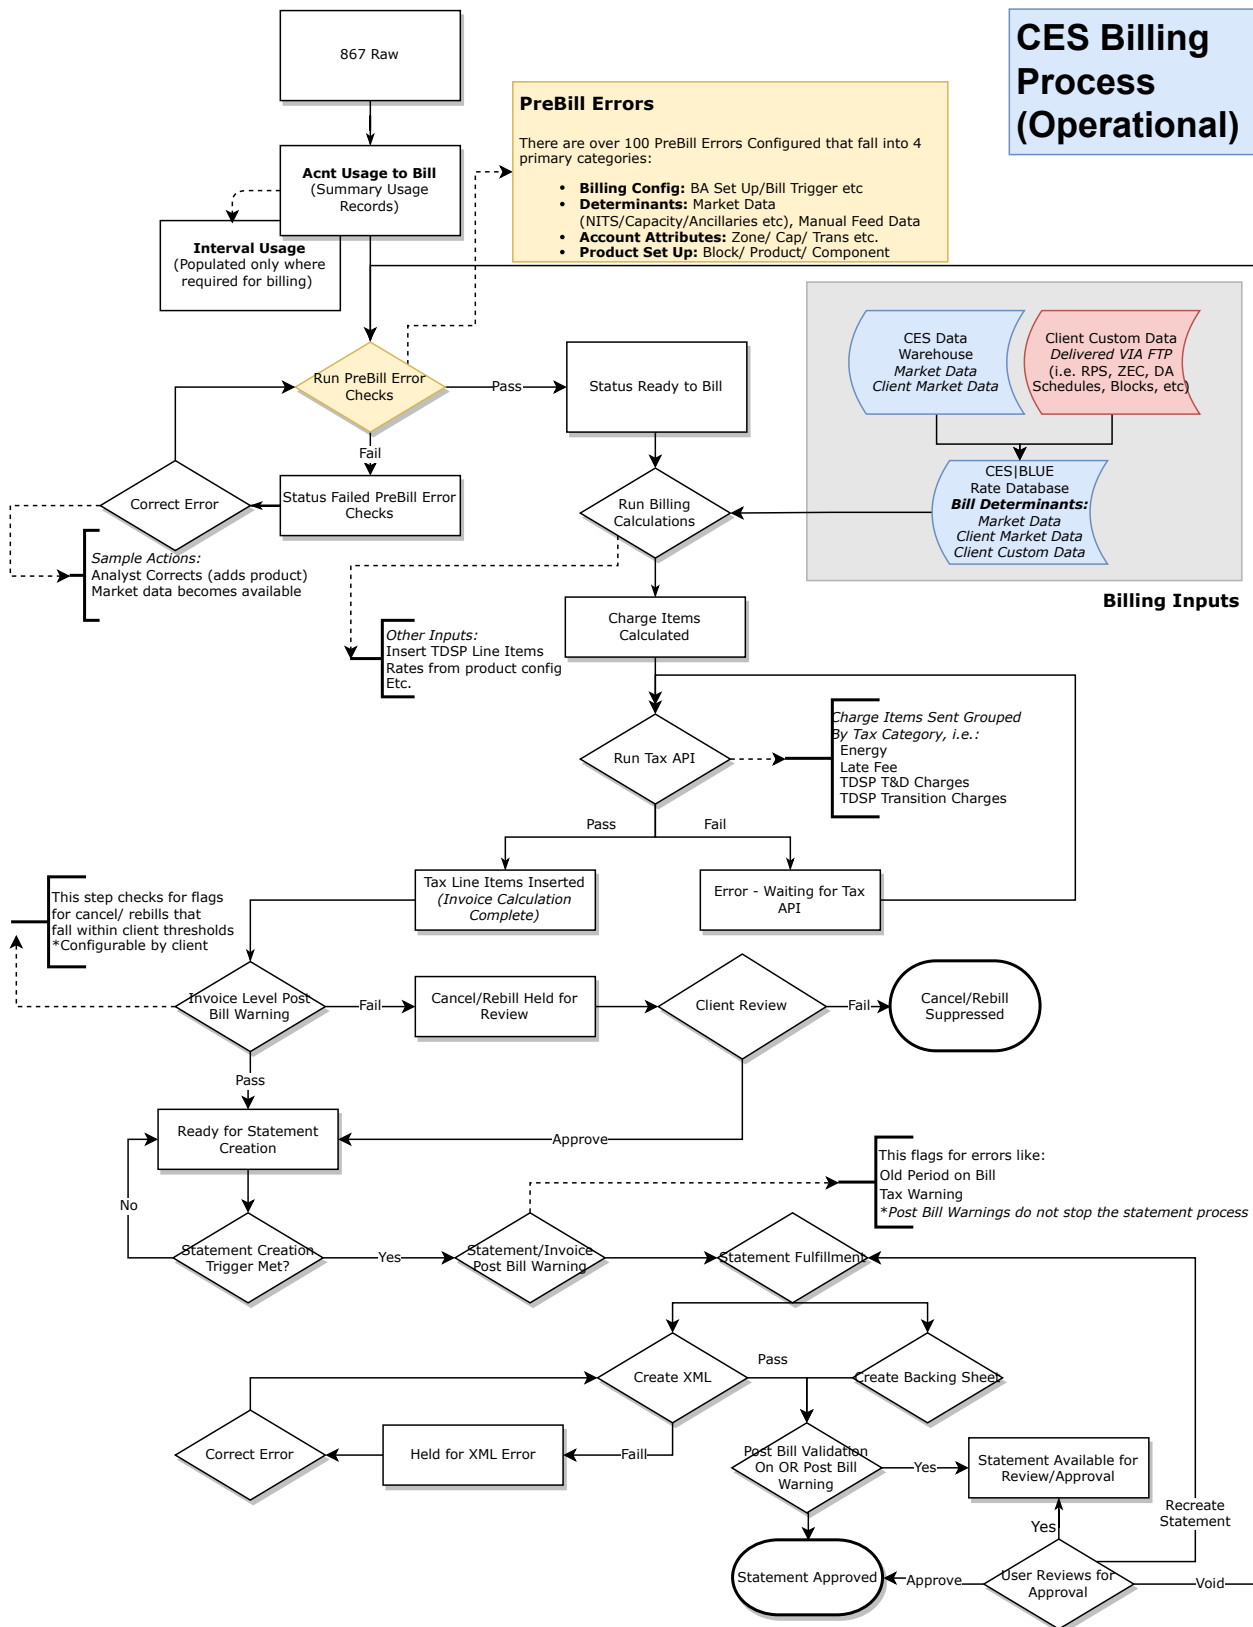 867 Raw
CES Billing
Process
(Operational)
PreBill Errors
There are over 100 PreBill Errors Configured that fall into 4
primary categories:
• Billing Config: BA Set Up/Bill Trigger etc
• Determinants: Market Data
(NITS/Capacity/Ancillaries etc), Manual Feed Data
• Account Attributes: Zone/ Cap/ Trans etc.
• Product Set Up: Block/ Product/ Component
Acnt Usage to Bill
(Summary Usage
Records)
Interval Usage
(Populated only where
required for billing)
CES Data
Warehouse
Market Data
Client Market Data
Client Custom Data
Delivered VIA FTP
(i.e. RPS, ZEC, DA
Schedules, Blocks, etc)
Run PreBill Error
Checks
Pass
Status Ready to Bill
Fail
Correct Error
Status Failed PreBill Error
Checks
Run Billing
Calculations
CES|BLUE
Rate Database
Bill Determinants:
Market Data
Client Market Data
Client Custom Data
Billing Inputs
Sample Actions:
Analyst Corrects (adds product)
Market data becomes available
Charge Items
Calculated
Other Inputs:
Insert TDSP Line Items
Rates from product config
Etc.
Run Tax API
Charge Items Sent Grouped
By Tax Category, i.e.:
Energy
Late Fee
TDSP T&D Charges
TDSP Transition Charges
Pass
Fail
Tax Line Items Inserted
(Invoice Calculation
Complete)
Error - Waiting for Tax
API
This step checks for flags
for cancel/ rebills that
fall within client thresholds
*Configurable by client
Invoice Level Post
Bill Warning
Fail
Cancel/Rebill Held for
Review
Client Review
Fail
Cancel/Rebill
Suppressed
Pass
Ready for Statement
Creation
Approve
This flags for errors like:
Old Period on Bill
Tax Warning
*Post Bill Warnings do not stop the statement process
No
Statement Creation
Trigger Met?
Yes
Statement/Invoice
Post Bill Warning
Statement Fulfillment
Create XML
Pass
Create Backing Sheet
Correct Error
Held for XML Error
Faill
Post Bill Validation
On OR Post Bill
Warning
Yes
Statement Available for
Review/Approval
Recreate
Statement
Yes
Statement Approved
Approve
User Reviews for
Approval
Void